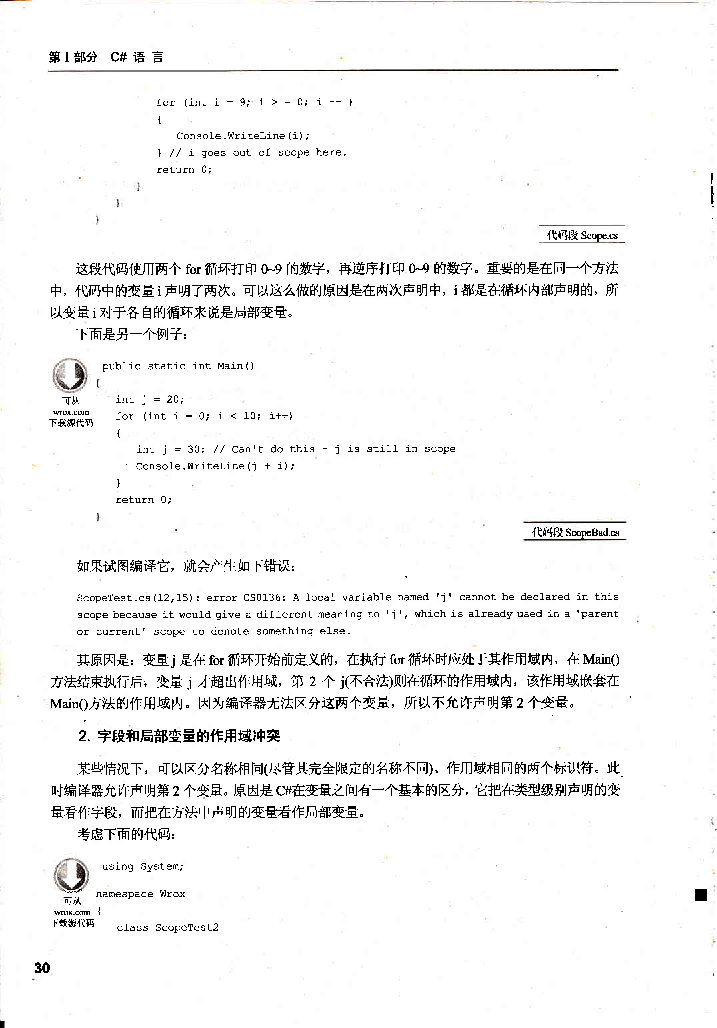 第 I 部分 C# 语 言
for (int i = 9; i > = 0; i -- )
{
Console.WriteLine(i);
} // i goes out of scope here.
return 0;
}
}
}
代码段 Scope.cs
这段代码使用两个 for 循环打印 0~9 的数字，再逆序打印 0~9 的数字。重要的是在同一个方法
中，代码中的变量 i 声明了两次。可以这么做的原因是在两次声明中，i 都是在循环内部声明的，所
以变量 i 对于各自的循环来说是局部变量。
下面是另一个例子：
public static int Main()
{
可从
wrox.com
下载源代码
int j = 20;
for (int i = 0; i < 10; i++)
{
int j = 30; // Can't do this - j is still in scope
Console.WriteLine(j + i);
}
return 0;
}
代码段 ScopeBad.cs
如果试图编译它，就会产生如下错误：
ScopeTest.cs(12,15): error CS0136: A local variable named 'j' cannot be declared in this
scope because it would give a different meaning to 'j', which is already used in a 'parent
or current' scope to denote something else.
其原因是：变量 j 是在 for 循环开始前定义的，在执行 for 循环时应处于其作用域内，在 Main()
方法结束执行后，变量 j 才超出作用域，第 2 个 j(不合法)则在循环的作用域内，该作用域嵌套在
Main()方法的作用域内。因为编译器无法区分这两个变量，所以不允许声明第 2 个变量。
2. 字段和局部变量的作用域冲突
某些情况下，可以区分名称相同(尽管其完全限定的名称不同)、作用域相同的两个标识符。此
时编译器允许声明第 2 个变量。原因是 C#在变量之间有一个基本的区分，它把在类型级别声明的变
量看作字段，而把在方法中声明的变量看作局部变量。
考虑下面的代码：
using System;
namespace Wrox
{
可从
wrox.com
下载源代码
class ScopeTest2
30